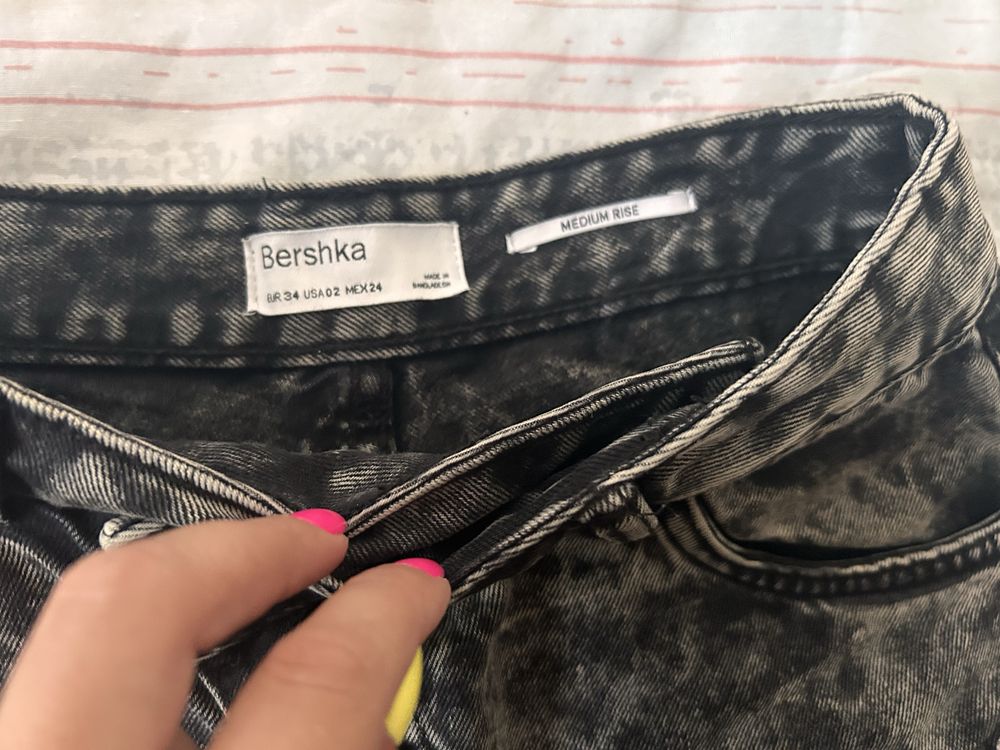 Bershka
EUR 34 USA 02 MEX 24
MADE IN
BANGLADESH
MEDIUM RISE